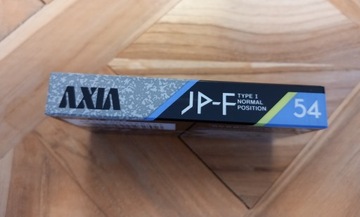 AXIA
JP-F
TYPE I
NORMAL
POSITION
54